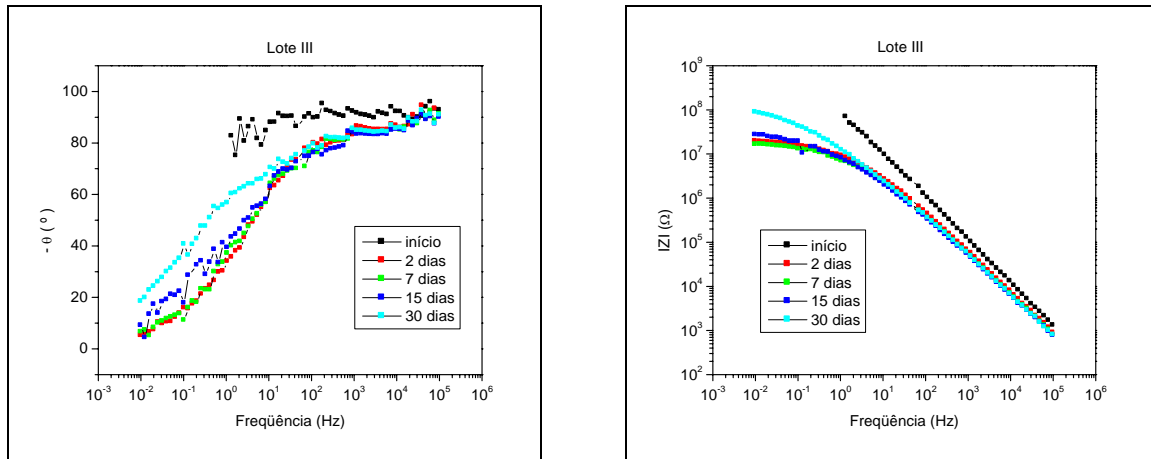 Lote III
100
80
60
40
20
0
- θ ( º )
10-3 10-2 10-1 100 101 102 103 104 105 106
Freqüência (Hz)
início
2 dias
7 dias
15 dias
30 dias
Lote III
109
108
107
106
105
104
103
102
IZI (Ω)
10-3 10-2 10-1 100 101 102 103 104 105 106
Freqüência (Hz)
início
2 dias
7 dias
15 dias
30 dias